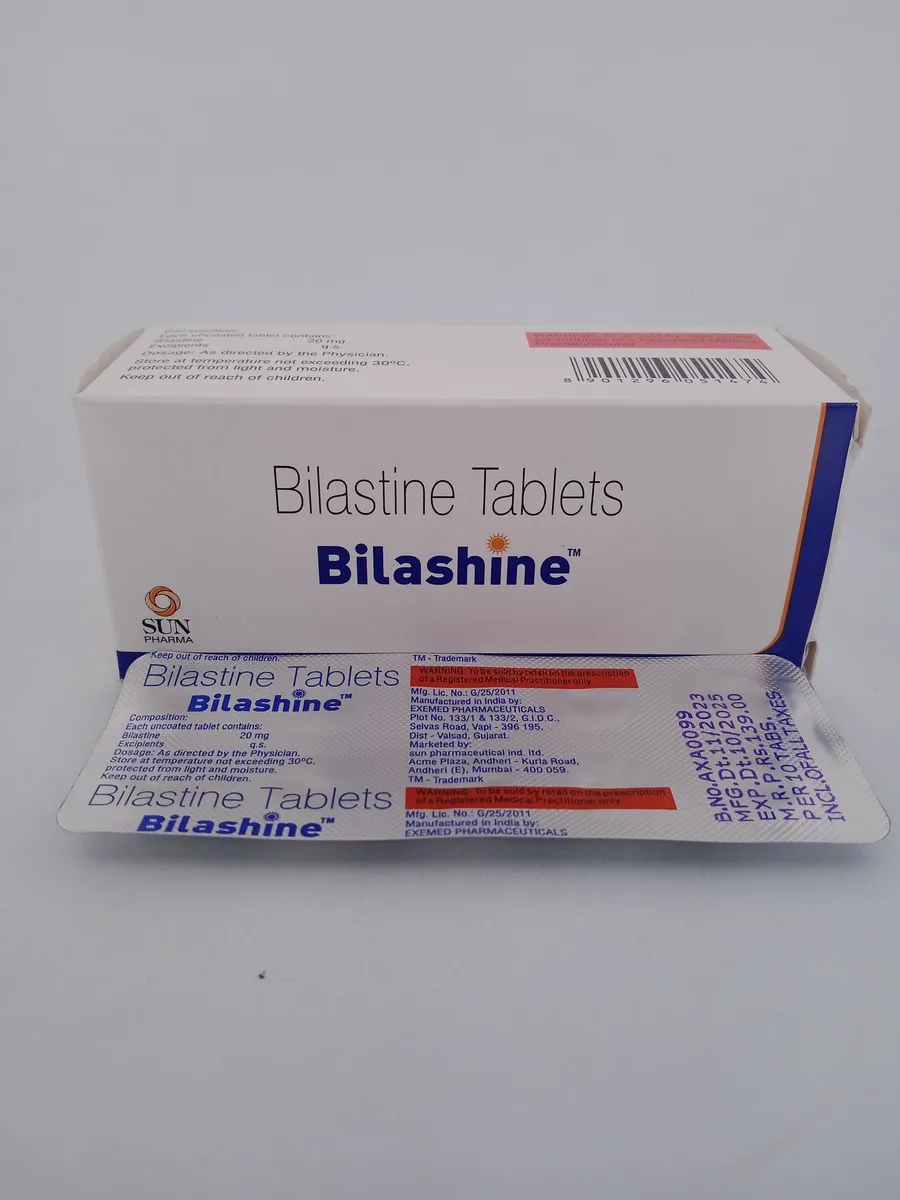 Composition:
Each uncoated tablet contains:
Bilastine 20 mg
Excipients q.s.
Dosage: As directed by the Physician.
Store at temperature not exceeding 30°C,
protected from light and moisture.
Keep out of reach of children.
8 901296 051474
Bilastine Tablets
Bilashine™
SUN
PHARMA
Keep out of reach of children.
Bilastine Tablets
Bilashine™
Composition:
Each uncoated tablet contains:
Bilastine 20 mg
Excipients q.s.
Dosage: As directed by the Physician.
Store at temperature not exceeding 30°C,
protected from light and moisture.
Keep out of reach of children.
Bilastine Tablets
Bilashine™
TM - Trademark
WARNING: To be sold by retail on the prescription
of a Registered Medical Practitioner only.
Mfg. Lic. No.: G/25/2011
Manufactured in India by:
EXEMED PHARMACEUTICALS
Plot No. 133/1 & 133/2, G.I.D.C.,
Selvas Road, Vapi - 396 195,
Dist - Valsad, Gujarat.
Marketed by:
sun pharmaceutical ind. ltd.
Acme Plaza, Andheri - Kurla Road,
Andheri (E), Mumbai - 400 059.
TM - Trademark
WARNING: To be sold by retail on the prescription
of a Registered Medical Practitioner only.
Mfg. Lic. No.: G/25/2011
Manufactured in India by:
EXEMED PHARMACEUTICALS
B.NO.AXA0099
MFG.Dt.11/2023
EXP.Dt.10/2025
M.R.P.Rs.139.00
PER 10 TABS,
INCL.OFALLTAXES